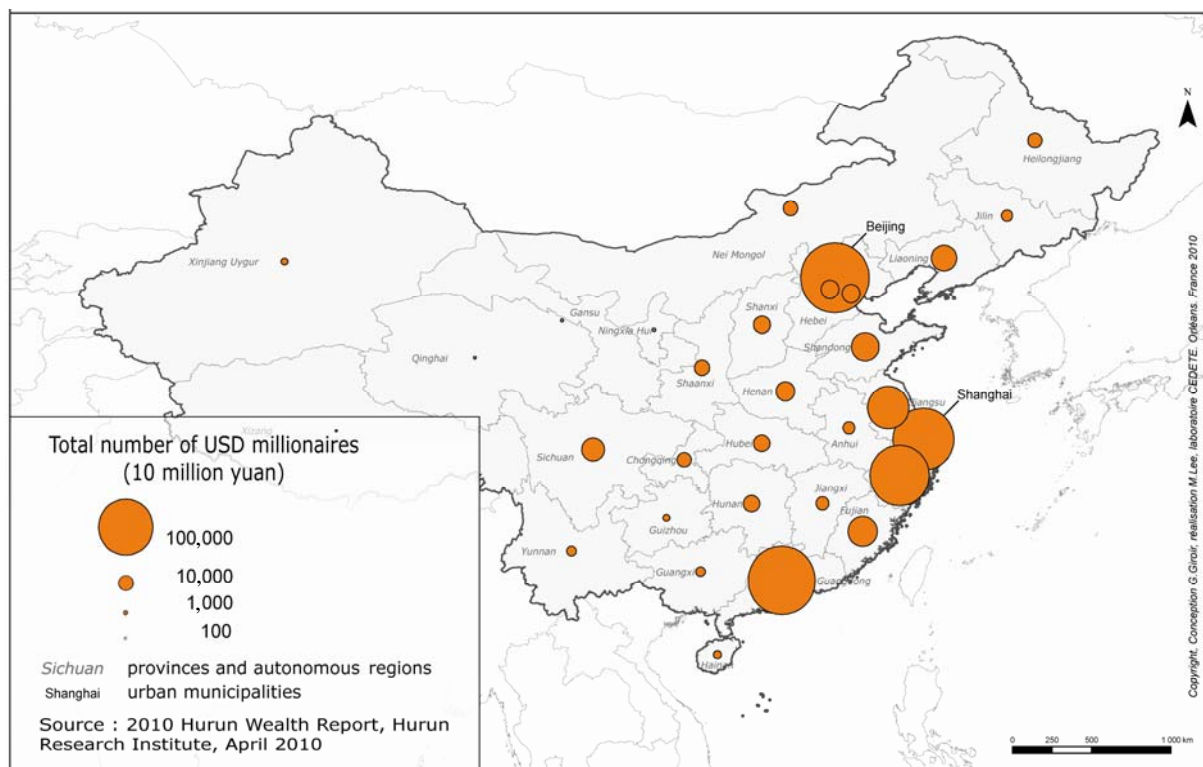 N
Heilongjiang
Jilin
Beijing
Liaoning
Nei Mongol
Xinjiang Uygur
Gansu
Shanxi
Hebei
Ningxia Hui
Shandong
Qinghai
Shaanxi
Henan
Jiangsu
Shanghai
Xizang
Anhui
Hubei
Sichuan
Chongqing
Jiangxi
Hunan
Fujian
Guizhou
Yunnan
Guangxi
Guangdong
Hainan
Total number of USD millionaires
(10 million yuan)
100,000
10,000
1,000
100
Sichuan provinces and autonomous regions
Shanghai urban municipalities
Source : 2010 Hurun Wealth Report, Hurun
Research Institute, April 2010
0 250 500 1 000 km
Copyright. Conception G.Giroir, réalisation M.ee, laboratoire CEDETE. Orléans. France 2010